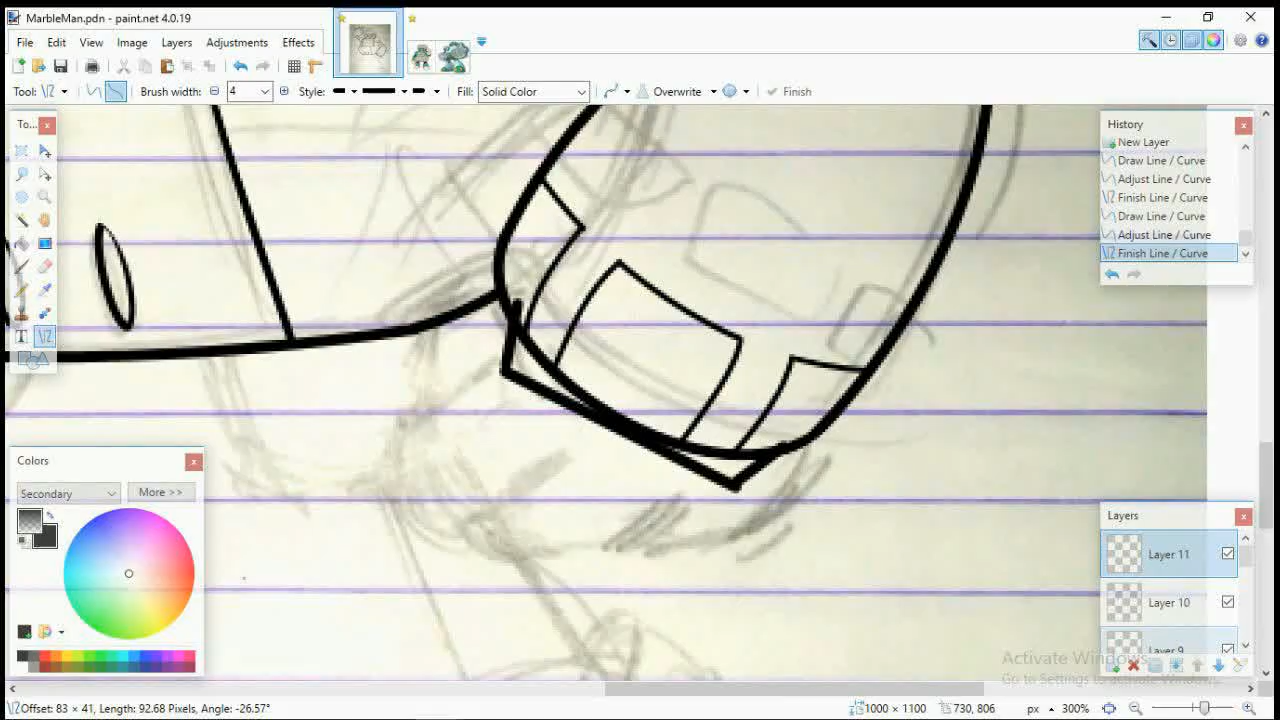 MarbleMan.pdn - paint.net 4.0.19
File Edit View Image Layers Adjustments Effects
Tool: Brush width: 4 Style: Fill: Solid Color Overwrite Finish
To...
History
New Layer
Draw Line / Curve
Adjust Line / Curve
Finish Line / Curve
Draw Line / Curve
Adjust Line / Curve
Finish Line / Curve
Colors
Secondary More >>
Layers
Layer 11
Layer 10
Layer 9
Activate Windows
Go to Settings to activate Windows.
Offset: 83 × 41, Length: 92.68 Pixels, Angle: -26.57° 1000 × 1100 730, 806 px 300%